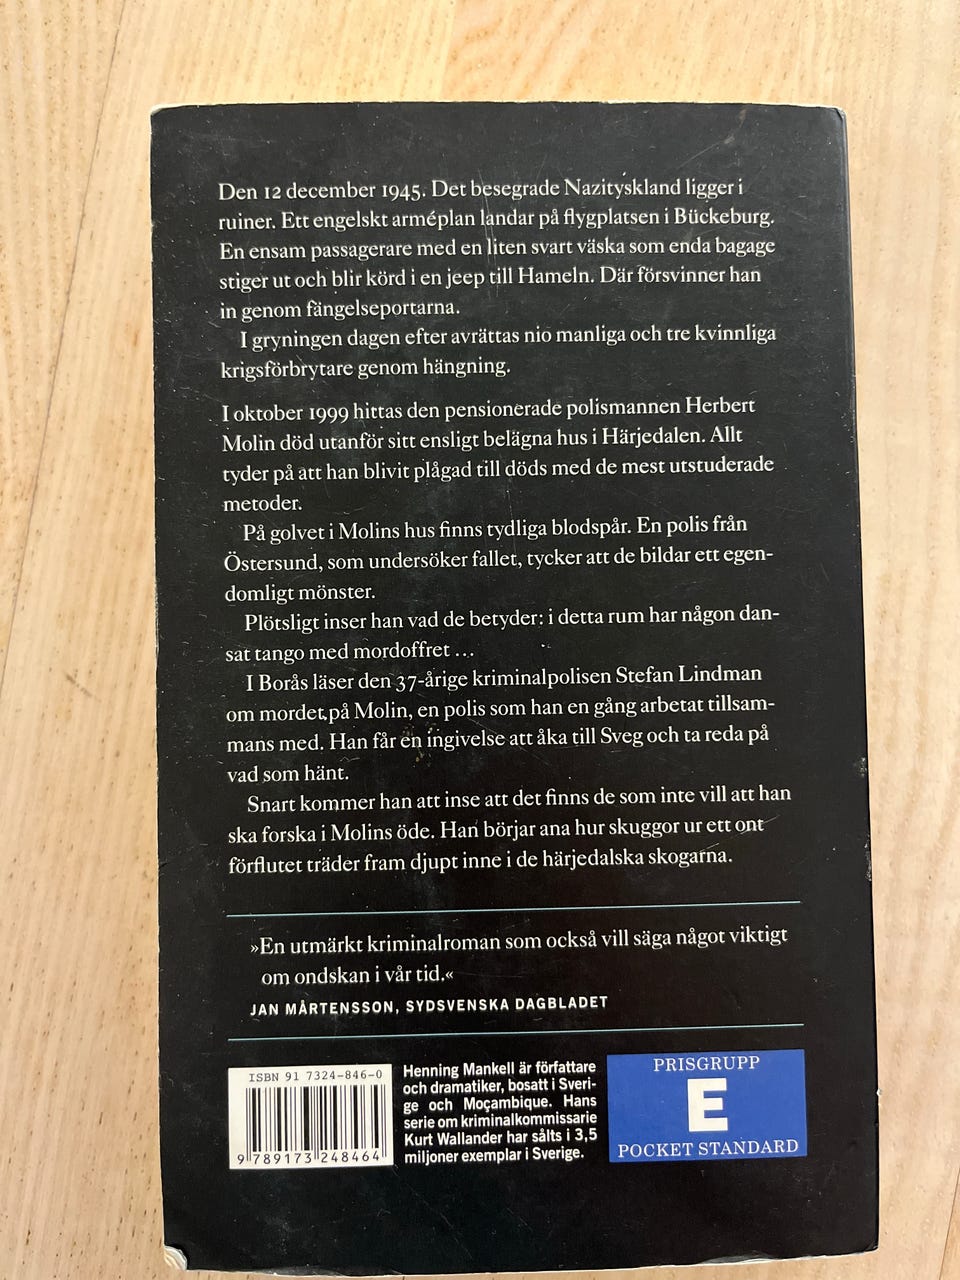 Den 12 december 1945. Det besegrade Nazityskland ligger i
ruiner. Ett engelskt arméplan landar på flygplatsen i Bückeburg.
En ensam passagerare med en liten svart väska som enda bagage
stiger ut och blir körd i en jeep till Hameln. Där försvinner han
in genom fängelseportarna.
I gryningen dagen efter avrättas nio manliga och tre kvinnliga
krigsförbrytare genom hängning.
I oktober 1999 hittas den pensionerade polismannen Herbert
Molin död utanför sitt ensligt belägna hus i Härjedalen. Allt
tyder på att han blivit plågad till döds med de mest utstuderade
metoder.
På golvet i Molins hus finns tydliga blodspår. En polis från
Östersund, som undersöker fallet, tycker att de bildar ett egen-
domligt mönster.
Plötsligt inser han vad de betyder: i detta rum har någon dan-
sat tango med mordoffret ...
I Borås läser den 37-årige kriminalpolisen Stefan Lindman
om mordet på Molin, en polis som han en gång arbetat tillsam-
mans med. Han får en ingivelse att åka till Sveg och ta reda på
vad som hänt.
Snart kommer han att inse att det finns de som inte vill att han
ska forska i Molins öde. Han börjar ana hur skuggor ur ett ont
förflutet träder fram djupt inne i de härjedalska skogarna.
»En utmärkt kriminalroman som också vill säga något viktigt
om ondskan i vår tid.«
JAN MÅRTENSSON, SYDSVENSKA DAGBLADET
ISBN 91 7324-846-0
9 789173 248464
Henning Mankell är författare
och dramatiker, bosatt i Sveri-
ge och Moçambique. Hans
serie om kriminalkommissarie
Kurt Wallander har sålts i 3,5
miljoner exemplar i Sverige.
PRISGRUPP
E
POCKET STANDARD